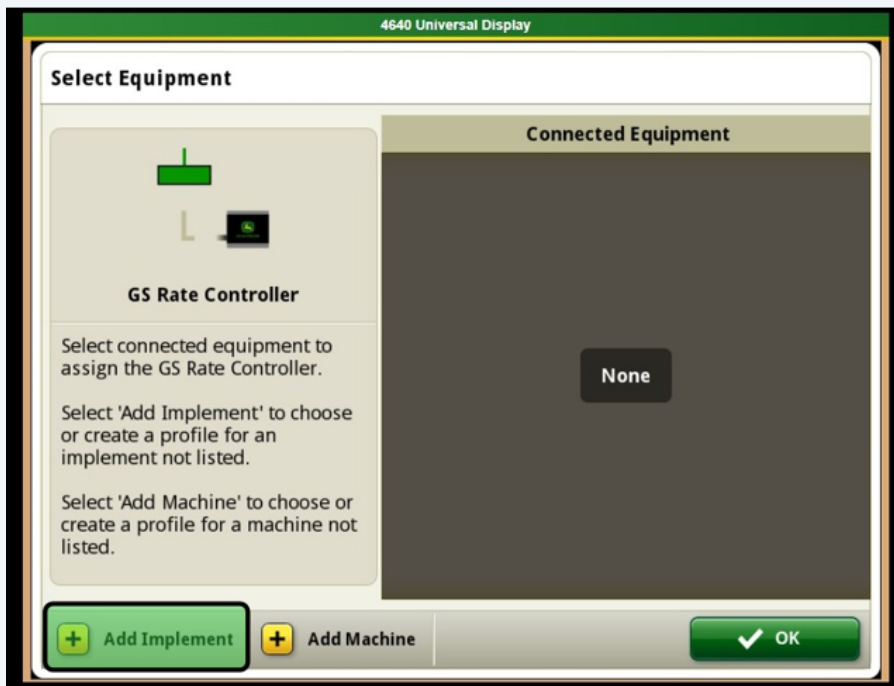 4640 Universal Display
Select Equipment
GS Rate Controller
Select connected equipment to
assign the GS Rate Controller.
Select 'Add Implement' to choose
or create a profile for an
implement not listed.
Select 'Add Machine' to choose or
create a profile for a machine not
listed.
Connected Equipment
None
Add Implement
Add Machine
OK